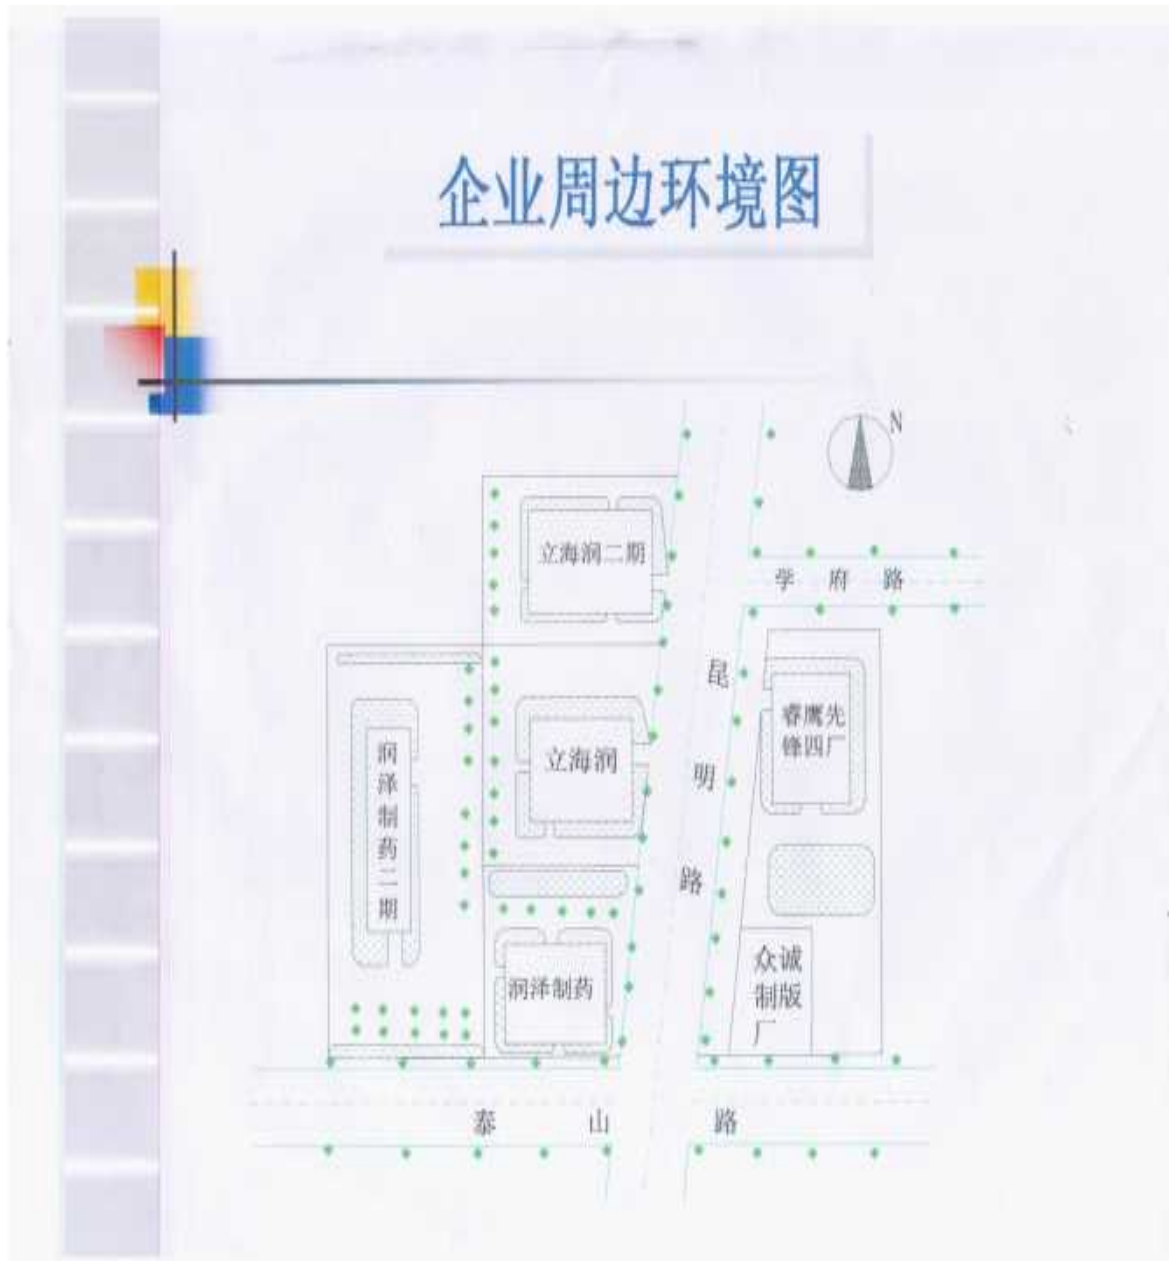 企业周边环境图
N
立海润二期
学府路
昆明路
睿鹰先
锋四厂
立海润
润泽制药二期
润泽制药
众诚
制版
厂
泰山路